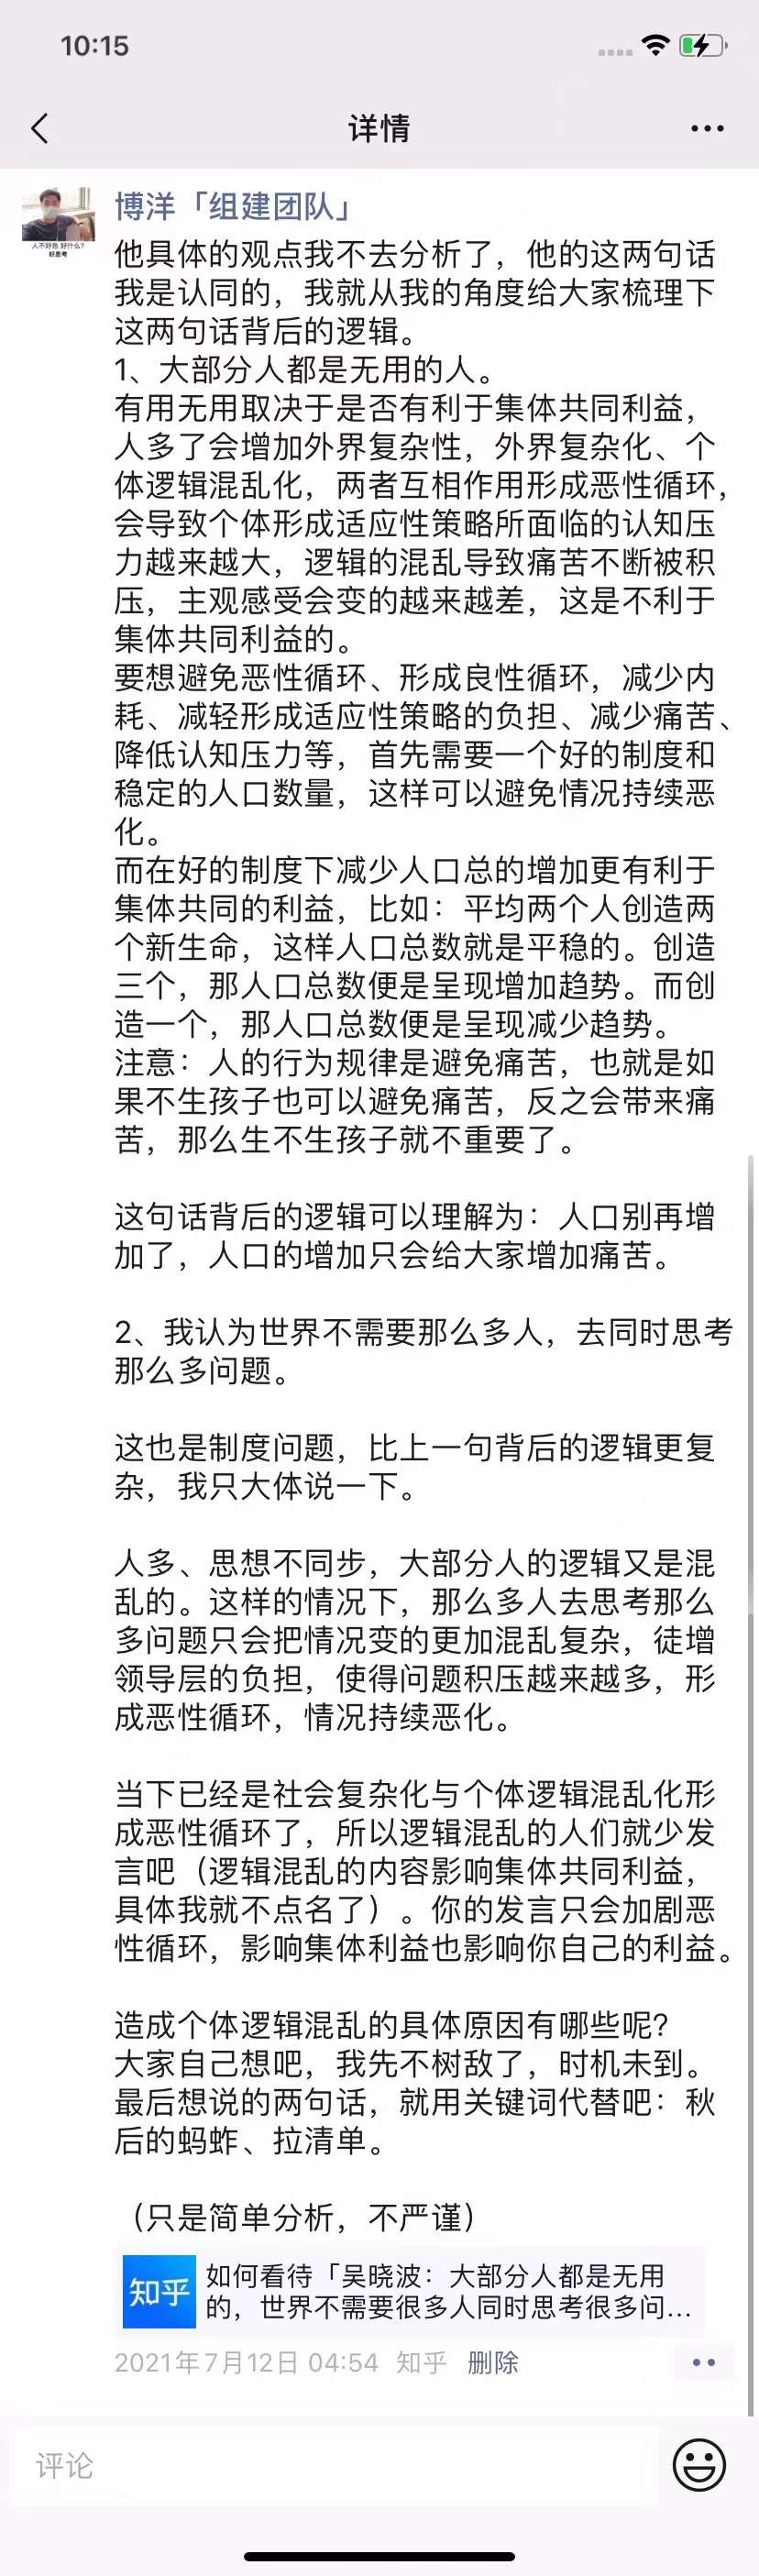 10:15
详情
博洋「组建团队」
人不好色 好什么?
好思考
他具体的观点我不去分析了，他的这两句话
我是认同的，我就从我的角度给大家梳理下
这两句话背后的逻辑。
1、大部分人都是无用的人。
有用无用取决于是否有利于集体共同利益，
人多了会增加外界复杂性，外界复杂化、个
体逻辑混乱化，两者互相作用形成恶性循环，
会导致个体形成适应性策略所面临的认知压
力越来越大，逻辑的混乱导致痛苦不断被积
压，主观感受会变的越来越差，这是不利于
集体共同利益的。
要想避免恶性循环、形成良性循环，减少内
耗、减轻形成适应性策略的负担、减少痛苦、
降低认知压力等，首先需要一个好的制度和
稳定的人口数量，这样可以避免情况持续恶
化。
而在好的制度下减少人口总的增加更有利于
集体共同的利益，比如：平均两个人创造两
个新生命，这样人口总数就是平稳的。创造
三个，那人口总数便是呈现增加趋势。而创
造一个，那人口总数便是呈现减少趋势。
注意：人的行为规律是避免痛苦，也就是如
果不生孩子也可以避免痛苦，反之会带来痛
苦，那么生不生孩子就不重要了。
这句话背后的逻辑可以理解为：人口别再增
加了，人口的增加只会给大家增加痛苦。
2、我认为世界不需要那么多人，去同时思考
那么多问题。
这也是制度问题，比上一句背后的逻辑更复
杂，我只大体说一下。
人多、思想不同步，大部分人的逻辑又是混
乱的。这样的情况下，那么多人去思考那么
多问题只会把情况变的更加混乱复杂，徒增
领导层的负担，使得问题积压越来越多，形
成恶性循环，情况持续恶化。
当下已经是社会复杂化与个体逻辑混乱化形
成恶性循环了，所以逻辑混乱的人们就少发
言吧（逻辑混乱的内容影响集体共同利益，
具体我就不点名了）。你的发言只会加剧恶
性循环，影响集体利益也影响你自己的利益。
造成个体逻辑混乱的具体原因有哪些呢?
大家自己想吧，我先不树敌了，时机未到。
最后想说的两句话，就用关键词代替吧：秋
后的蚂蚱、拉清单。
（只是简单分析，不严谨）
知乎
如何看待「吴晓波：大部分人都是无用
的，世界不需要很多人同时思考很多问...
2021年7月12日 04:54 知乎 删除
评论